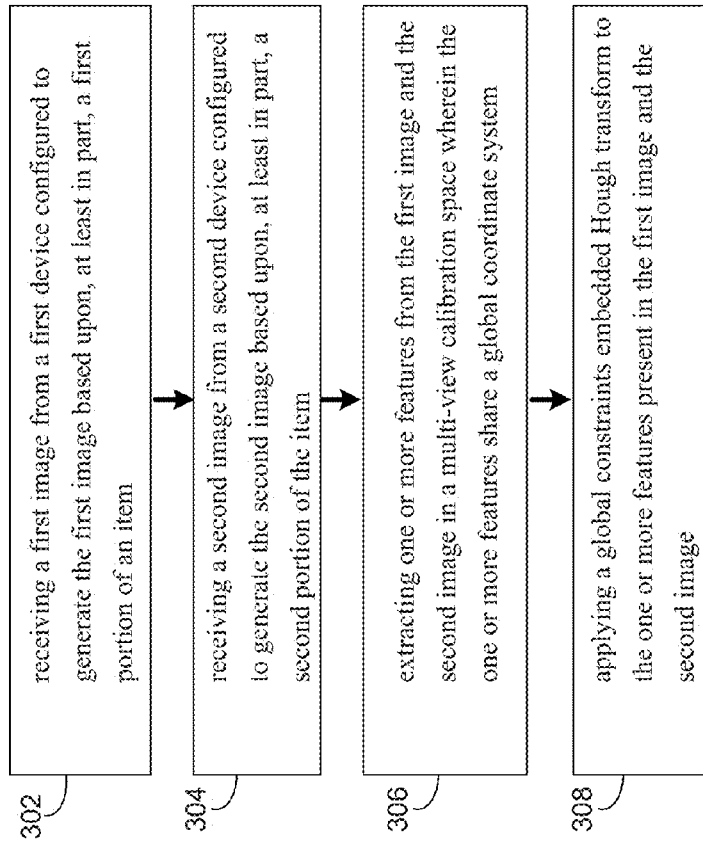 302
receiving a first image from a first device configured to
generate the first image based upon, at least in part, a first
portion of an item
304
receiving a second image from a second device configured
to generate the second image based upon, at least in part, a
second portion of the item
306
extracting one or more features from the first image and the
second image in a multi-view calibration space wherein the
one or more features share a global coordinate system
308
applying a global constraints embedded Hough transform to
the one or more features present in the first image and the
second image